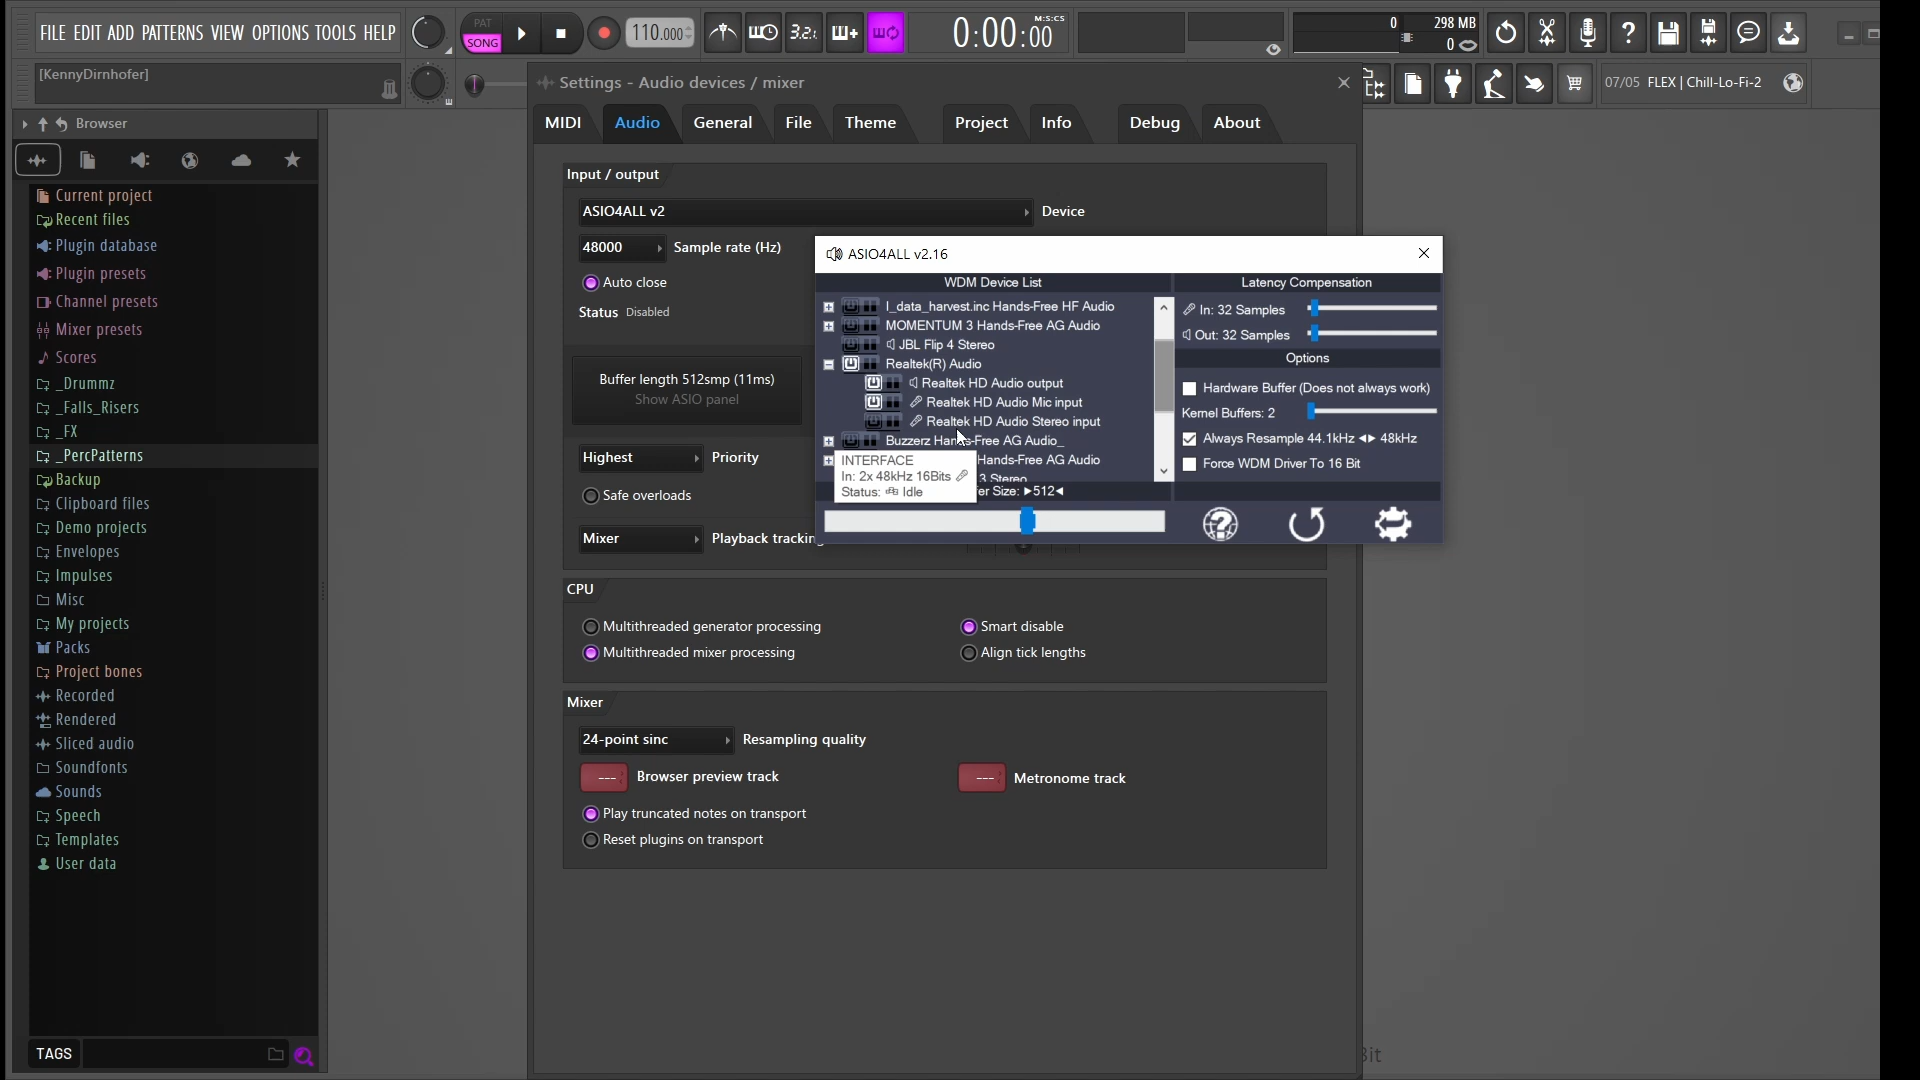 FILE EDIT ADD PATTERNS VIEW OPTIONS TOOLS HELP
PAT
SONG
110.000
3.2.
0:00:00
M:S:CS
0
298 MB
0
[KennyDirnhofer]
Settings - Audio devices / mixer
07/05 FLEX | Chill-Lo-Fi-2
Browser
MIDI Audio General File Theme Project Info Debug About
Current project
Recent files
Plugin database
Plugin presets
Channel presets
Mixer presets
Scores
_Drummz
_Falls_Risers
_FX
_PercPatterns
Backup
Clipboard files
Demo projects
Envelopes
Impulses
Misc
My projects
Packs
Project bones
Recorded
Rendered
Sliced audio
Soundfonts
Sounds
Speech
Templates
User data
TAGS
Input / output
ASIO4ALL v2 Device
48000 Sample rate (Hz)
Auto close
Status Disabled
Buffer length 512smp (11ms)
Show ASIO panel
Highest Priority
Safe overloads
Mixer Playback tracking
CPU
Multithreaded generator processing
Smart disable
Multithreaded mixer processing
Align tick lengths
Mixer
24-point sinc Resampling quality
--- Browser preview track
--- Metronome track
Play truncated notes on transport
Reset plugins on transport
ASIO4ALL v2.16
WDM Device List
I_data_harvest.inc Hands-Free HF Audio
MOMENTUM 3 Hands-Free AG Audio
JBL Flip 4 Stereo
Realtek(R) Audio
Realtek HD Audio output
Realtek HD Audio Mic input
Realtek HD Audio Stereo input
Buzzerz Hands-Free AG Audio_
Hands-Free AG Audio
3 Stereo
INTERFACE
In: 2x 48kHz 16Bits
Status: Idle
er Size: 512
Latency Compensation
In: 32 Samples
Out: 32 Samples
Options
Hardware Buffer (Does not always work)
Kernel Buffers: 2
Always Resample 44.1kHz <> 48kHz
Force WDM Driver To 16 Bit